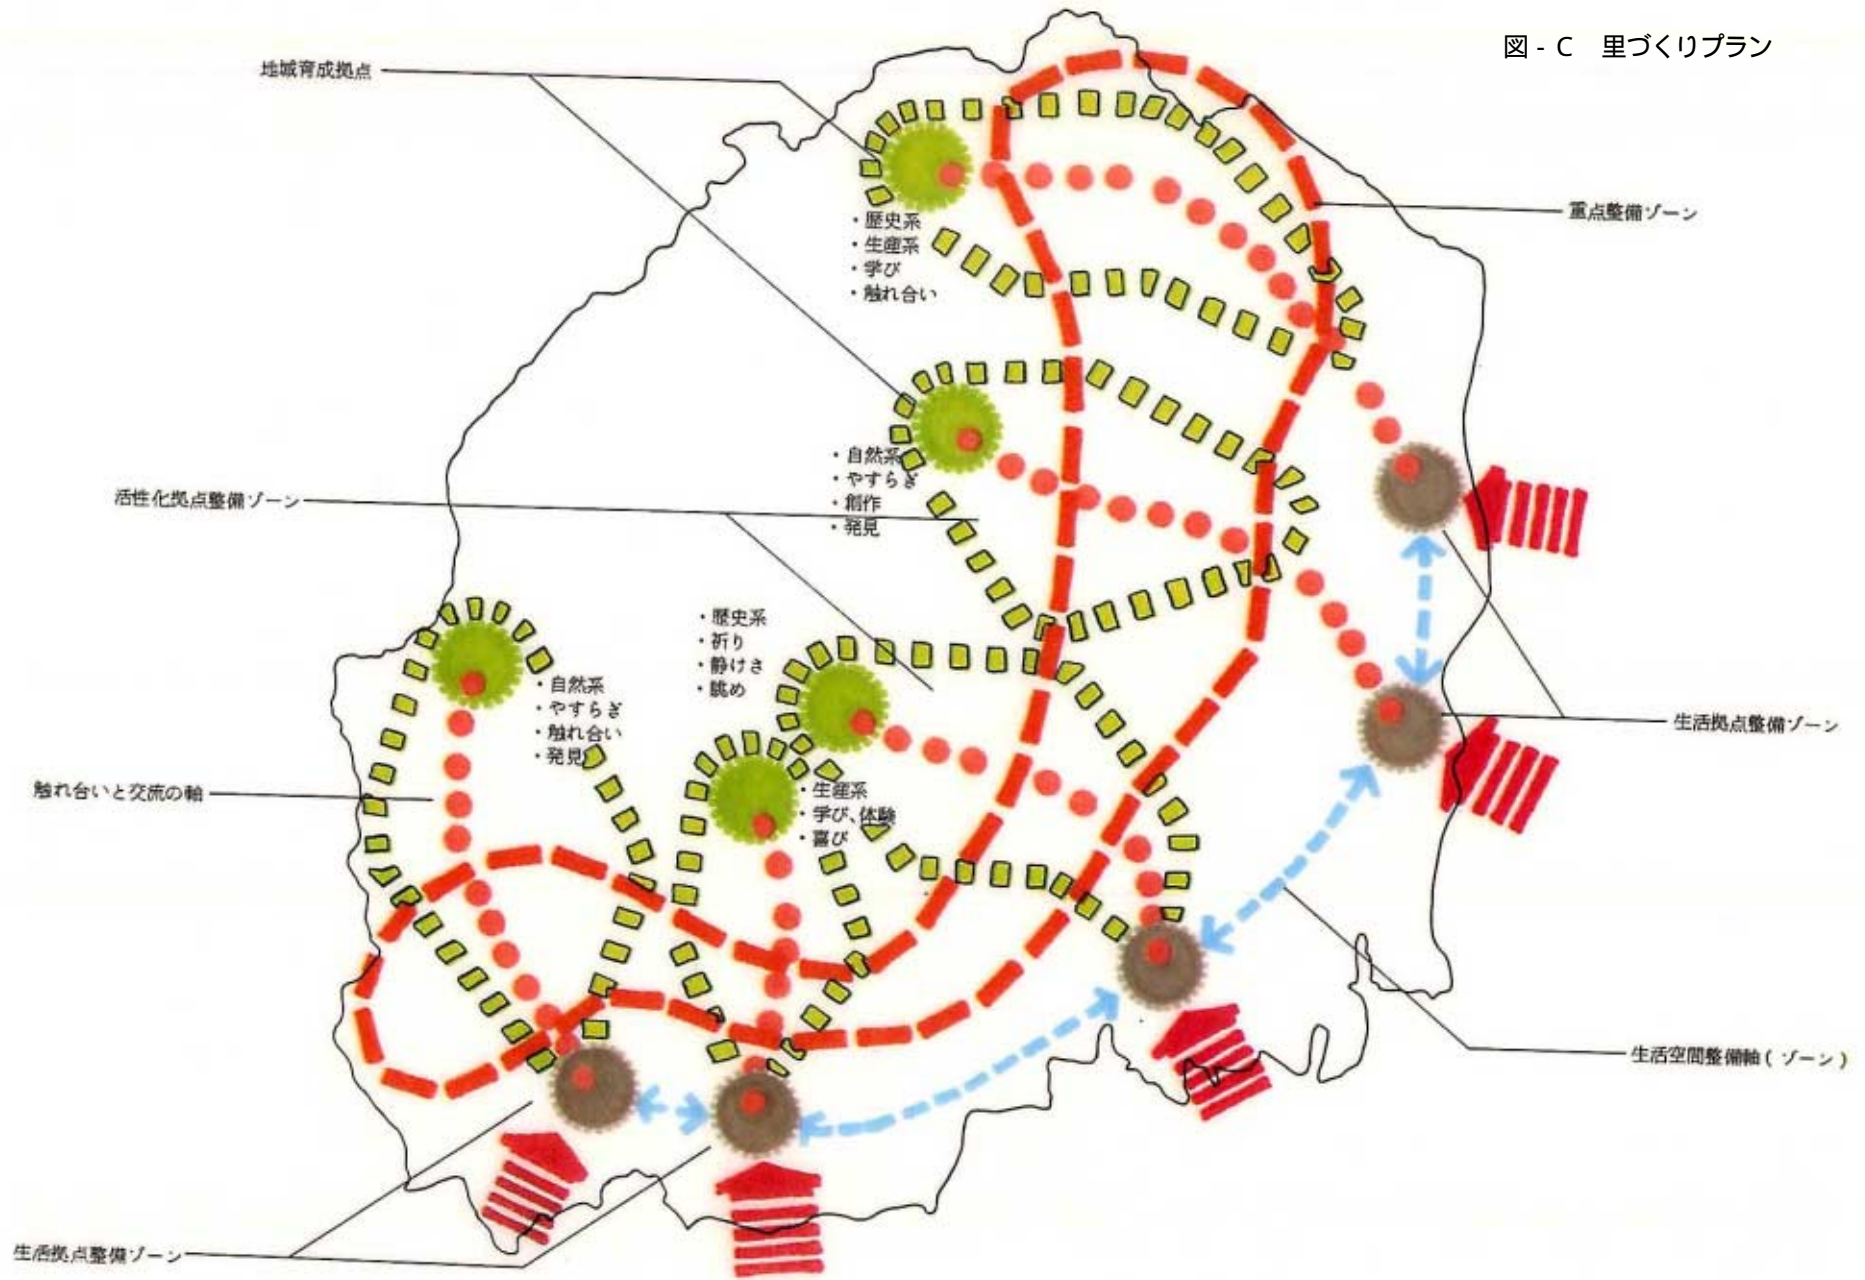 図 - C 里づくりプラン
地域育成拠点
重点整備ゾーン
・歴史系
・生産系
・学び
・触れ合い
・自然系
・やすらぎ
・創作
・発見
活性化拠点整備ゾーン
・歴史系
・祈り
・静けさ
・眺め
・自然系
・やすらぎ
・触れ合い
・発見
生活拠点整備ゾーン
触れ合いと交流の軸
・生産系
・学び、体験
・喜び
生活空間整備軸(ゾーン)
生活拠点整備ゾーン